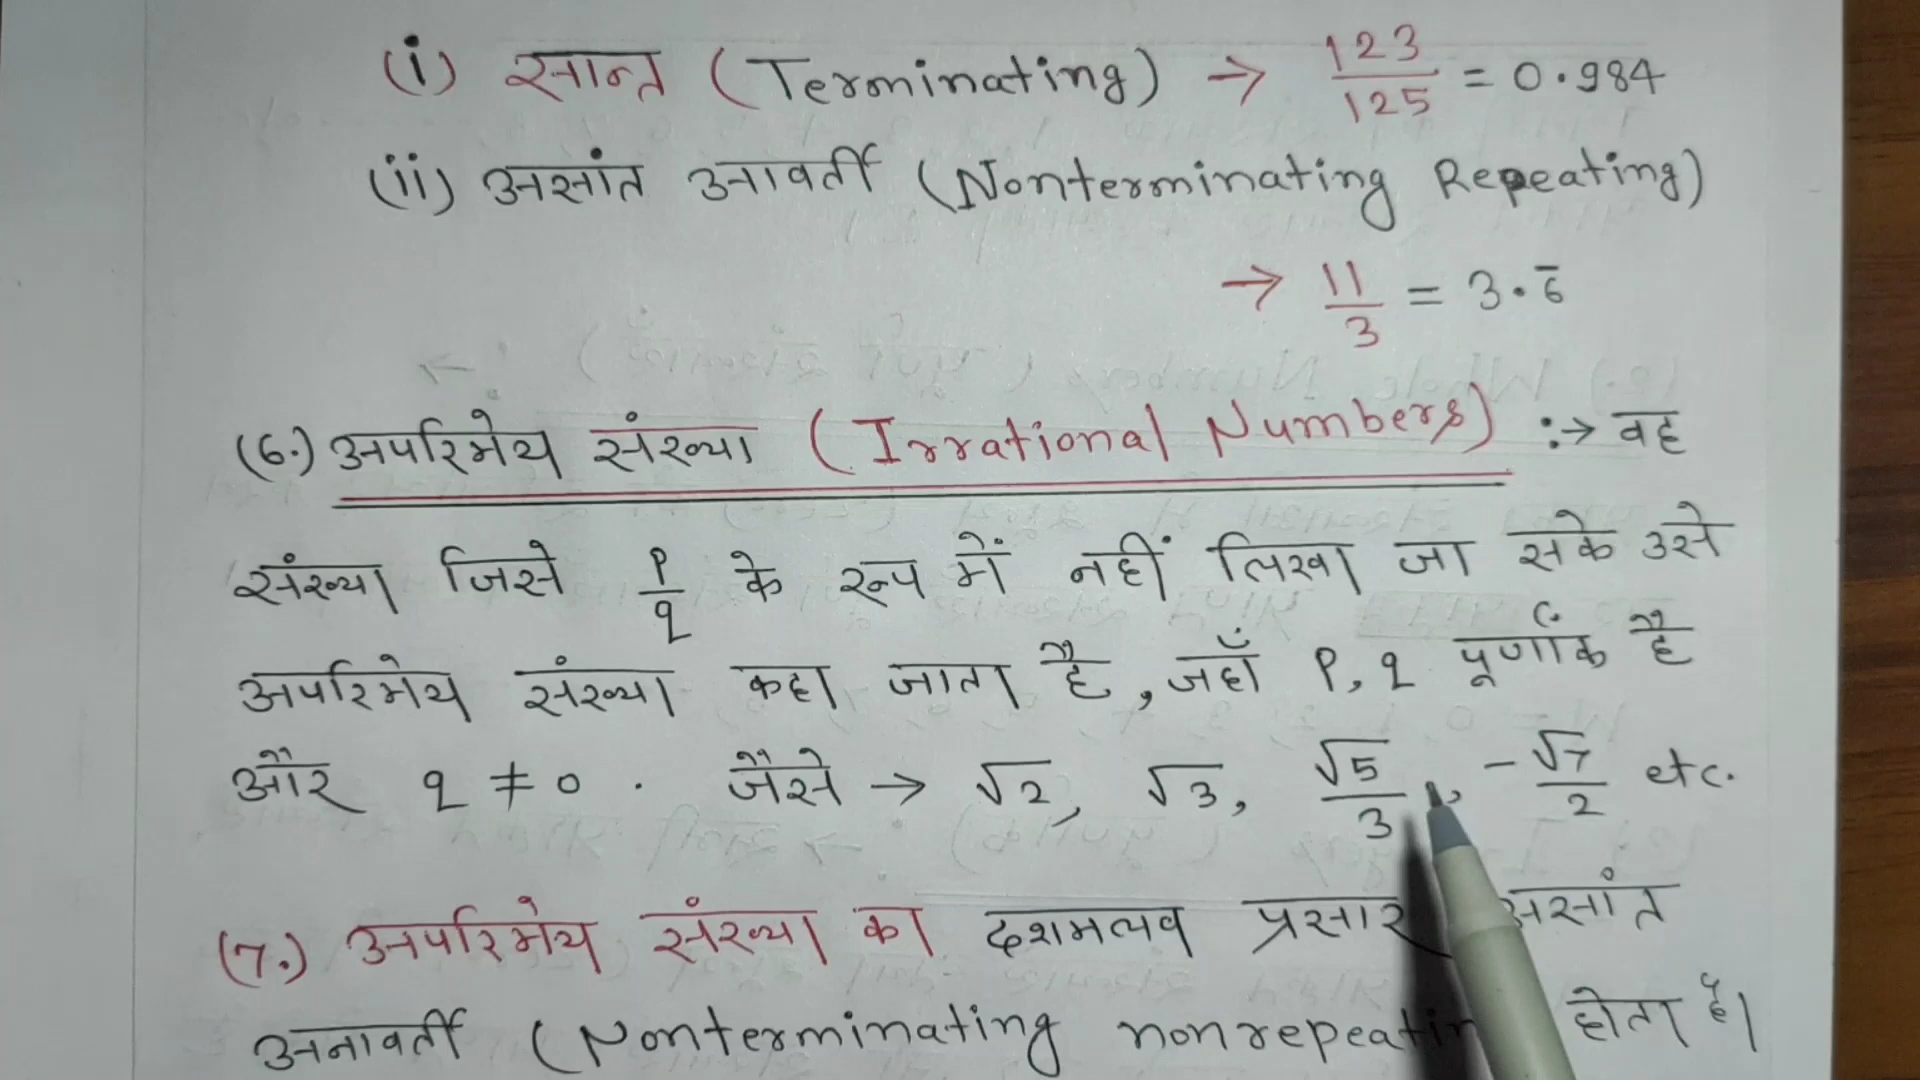 (i) सान्त (Terminating) → 123/125 = 0.984
(ii) असांत आवर्ती (Nonterminating Repeating)
→ 11/3 = 3.6̅
(6.) अपरिमेय संख्या (Irrational Numbers) :→ वह
संख्या जिसे p/q के रूप में नहीं लिखा जा सके उसे
अपरिमेय संख्या कहा जाता है, जहाँ P, q पूर्णांक है
और q ≠ 0 . जैसे → √2, √3, √5/3, -√7/2 etc.
(7.) अपरिमेय संख्या का दशमलव प्रसार असांत
अनावर्ती (Nonterminating nonrepeatin होता है।